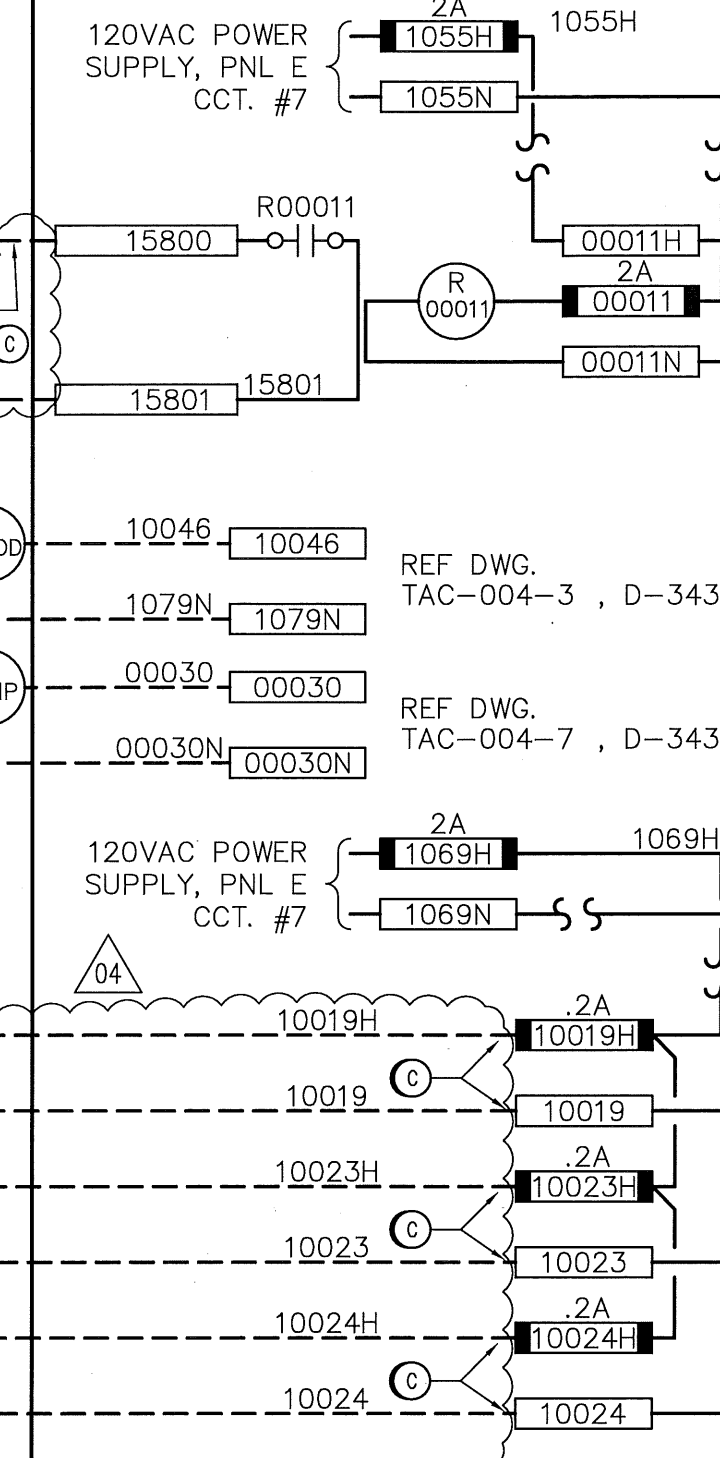 2A
1055H
120VAC POWER
SUPPLY, PNL E
CCT. #7
1055H
1055N
R00011
15800
00011H
2A
R
00011
00011
C
00011N
15801
15801
10046
10046
REF DWG.
TAC-004-3 , D-343
1079N
1079N
00030
00030
REF DWG.
TAC-004-7 , D-343
00030N
00030N
2A
1069H
120VAC POWER
SUPPLY, PNL E
CCT. #7
1069H
1069N
04
.2A
10019H
10019H
C
10019
10019
.2A
10023H
10023H
C
10023
10023
.2A
10024H
10024H
C
10024
10024